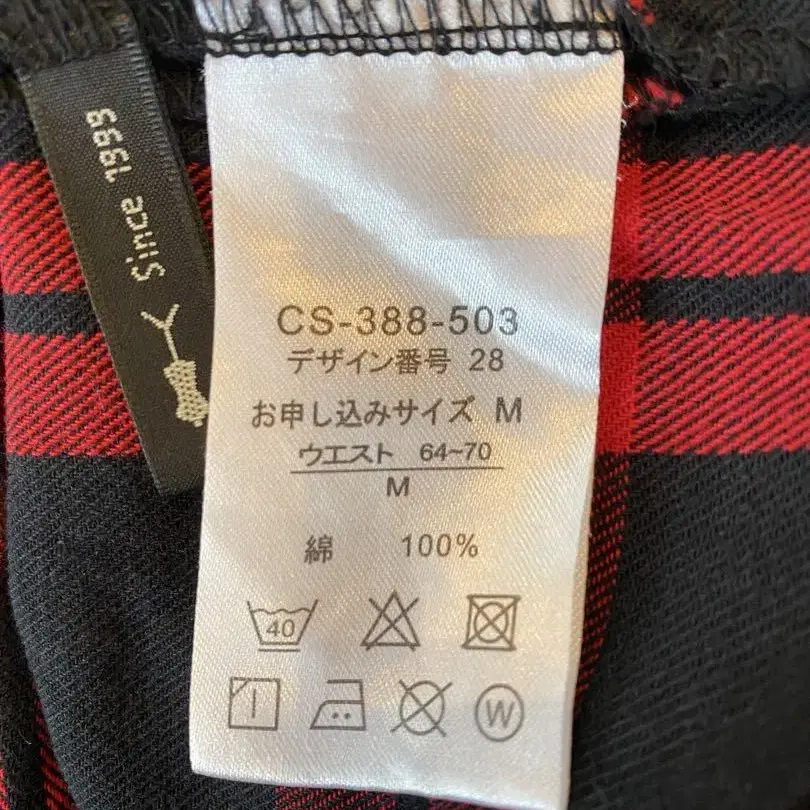 Since 1998
CS-388-503
デザイン番号 28
お申し込みサイズ M
ウエスト 64~70
M
綿 100%
40
W